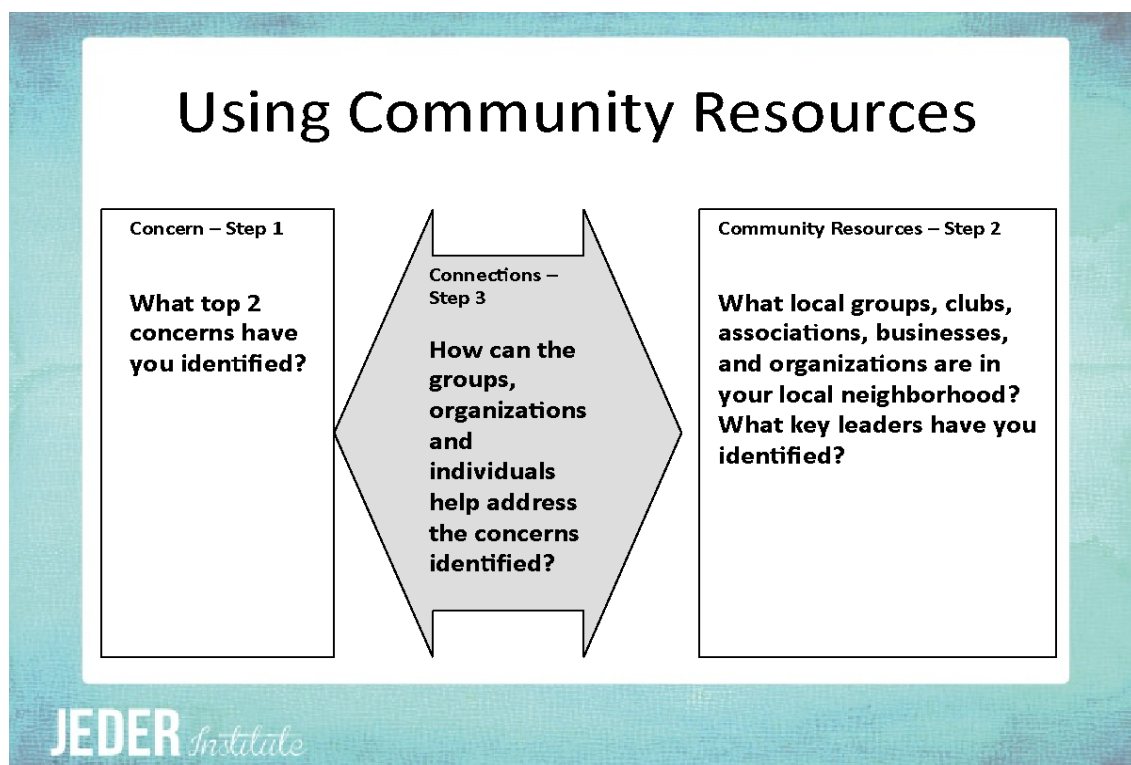 Using Community Resources
Concern – Step 1
What top 2
concerns have
you identified?
Connections –
Step 3
How can the
groups,
organizations
and
individuals
help address
the concerns
identified?
Community Resources – Step 2
What local groups, clubs,
associations, businesses,
and organizations are in
your local neighborhood?
What key leaders have you
identified?
JEDER Institute